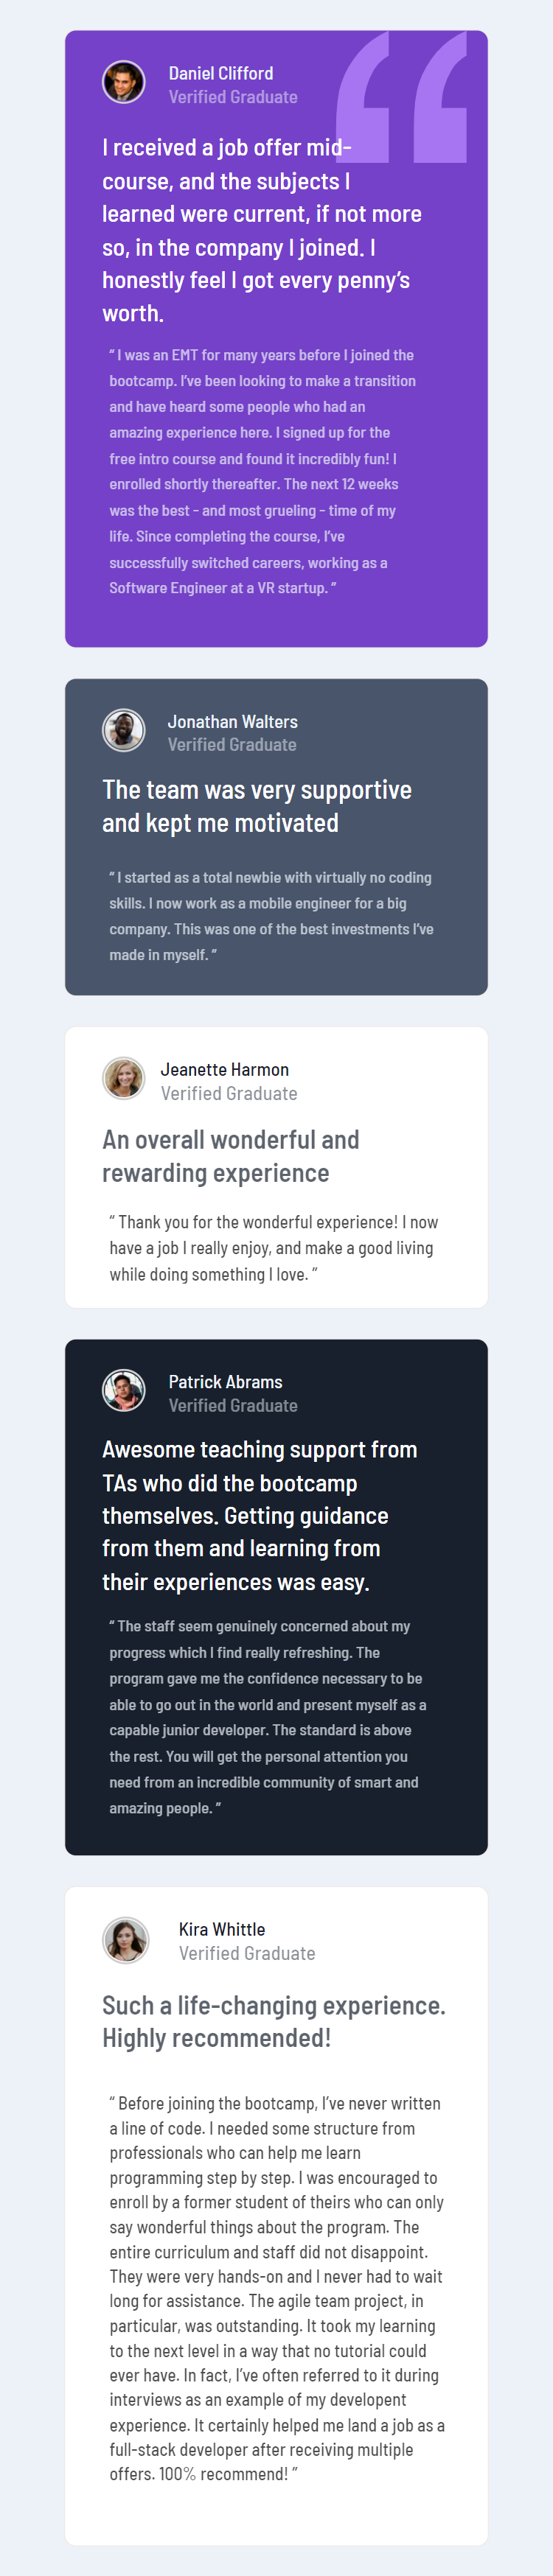 Daniel Clifford
Verified Graduate
I received a job offer mid-
course, and the subjects I
learned were current, if not more
so, in the company I joined. I
honestly feel I got every penny’s
worth.
“ I was an EMT for many years before I joined the
bootcamp. I’ve been looking to make a transition
and have heard some people who had an
amazing experience here. I signed up for the
free intro course and found it incredibly fun! I
enrolled shortly thereafter. The next 12 weeks
was the best – and most grueling – time of my
life. Since completing the course, I’ve
successfully switched careers, working as a
Software Engineer at a VR startup. ”
Jonathan Walters
Verified Graduate
The team was very supportive
and kept me motivated
“ I started as a total newbie with virtually no coding
skills. I now work as a mobile engineer for a big
company. This was one of the best investments I’ve
made in myself. ”
Jeanette Harmon
Verified Graduate
An overall wonderful and
rewarding experience
“ Thank you for the wonderful experience! I now
have a job I really enjoy, and make a good living
while doing something I love. ”
Patrick Abrams
Verified Graduate
Awesome teaching support from
TAs who did the bootcamp
themselves. Getting guidance
from them and learning from
their experiences was easy.
“ The staff seem genuinely concerned about my
progress which I find really refreshing. The
program gave me the confidence necessary to be
able to go out in the world and present myself as a
capable junior developer. The standard is above
the rest. You will get the personal attention you
need from an incredible community of smart and
amazing people. ”
Kira Whittle
Verified Graduate
Such a life-changing experience.
Highly recommended!
“ Before joining the bootcamp, I’ve never written
a line of code. I needed some structure from
professionals who can help me learn
programming step by step. I was encouraged to
enroll by a former student of theirs who can only
say wonderful things about the program. The
entire curriculum and staff did not disappoint.
They were very hands-on and I never had to wait
long for assistance. The agile team project, in
particular, was outstanding. It took my learning
to the next level in a way that no tutorial could
ever have. In fact, I’ve often referred to it during
interviews as an example of my developent
experience. It certainly helped me land a job as a
full-stack developer after receiving multiple
offers. 100% recommend! ”